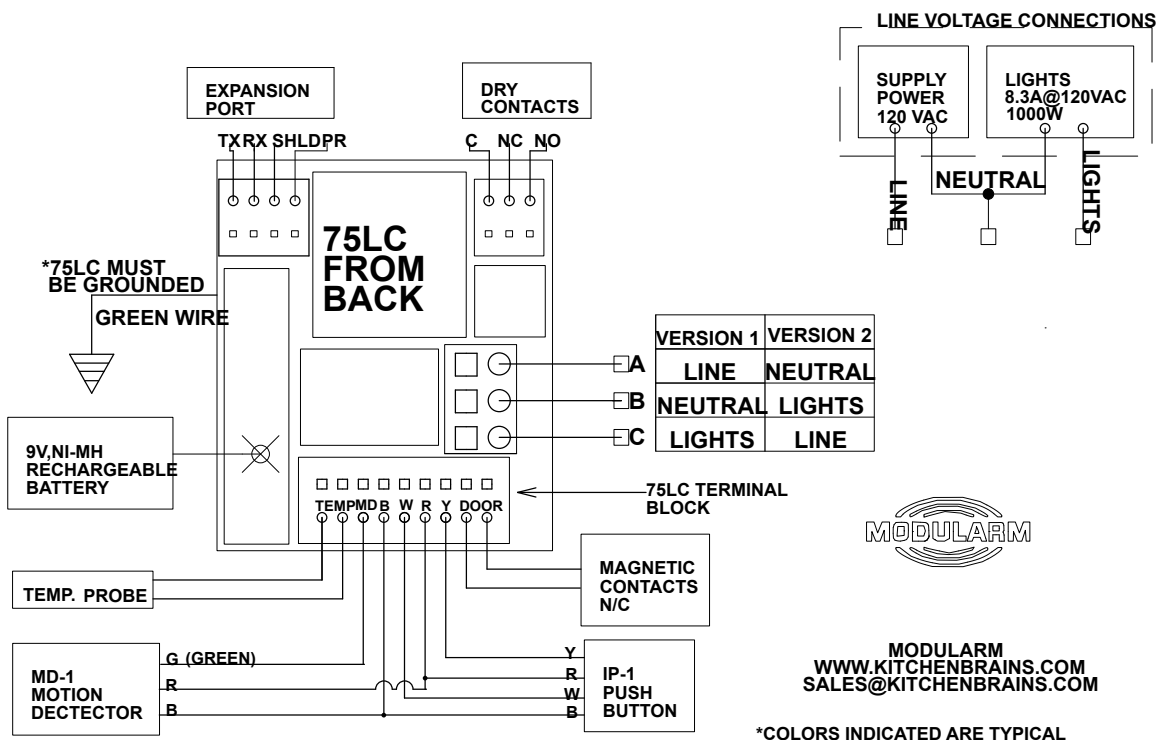 LINE VOLTAGE CONNECTIONS
SUPPLY
POWER
120 VAC
LIGHTS
8.3A@120VAC
1000W
LINE
NEUTRAL
LIGHTS
EXPANSION
PORT
DRY
CONTACTS
TX RX SHLD PR
C NC NO
75LC
FROM
BACK
*75LC MUST
BE GROUNDED
GREEN WIRE
VERSION 1 VERSION 2
A LINE NEUTRAL
B NEUTRAL LIGHTS
C LIGHTS LINE
9V,NI-MH
RECHARGEABLE
BATTERY
TEMP MD B W R Y DOOR
75LC TERMINAL
BLOCK
MODULARM
TEMP. PROBE
MAGNETIC
CONTACTS
N/C
MD-1
MOTION
DECTECTOR
G (GREEN)
R
B
Y
R
W
B
IP-1
PUSH
BUTTON
MODULARM
WWW.KITCHENBRAINS.COM
SALES@KITCHENBRAINS.COM
*COLORS INDICATED ARE TYPICAL